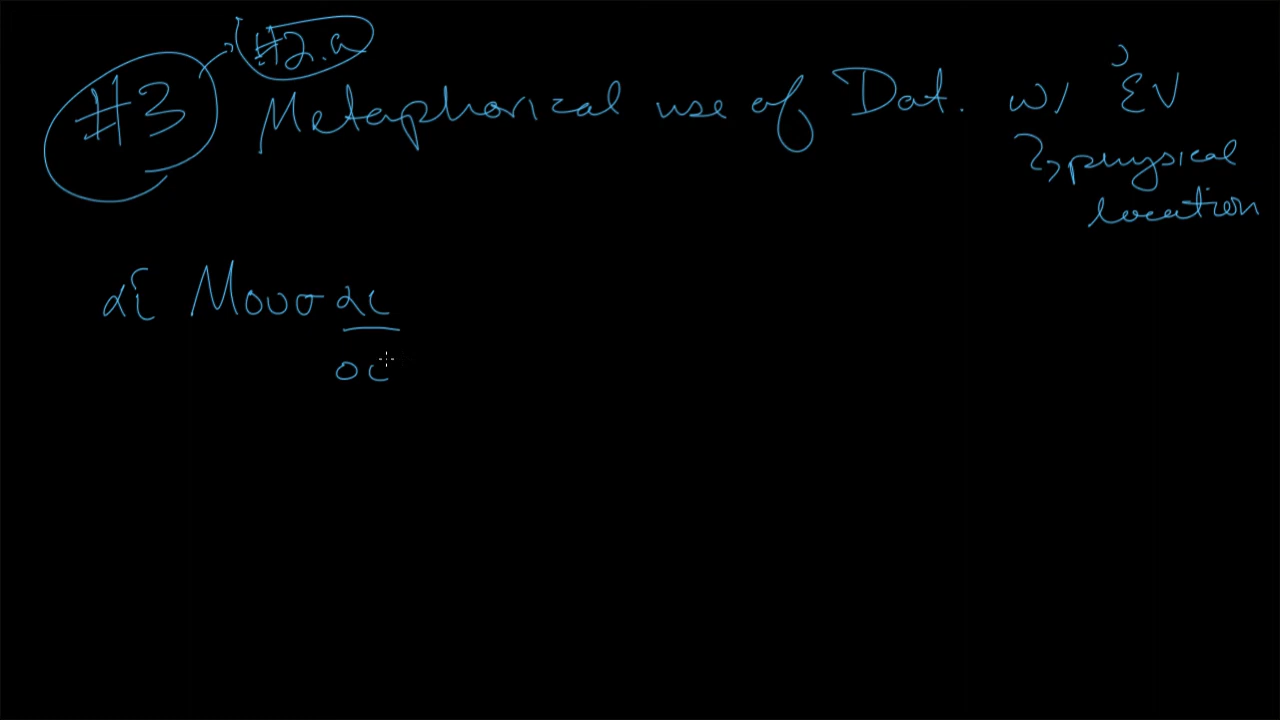 #2.a
#3 Metaphorical use of Dat. w/ ἐν
↳ physical
location
αἱ Μουσαι
οι